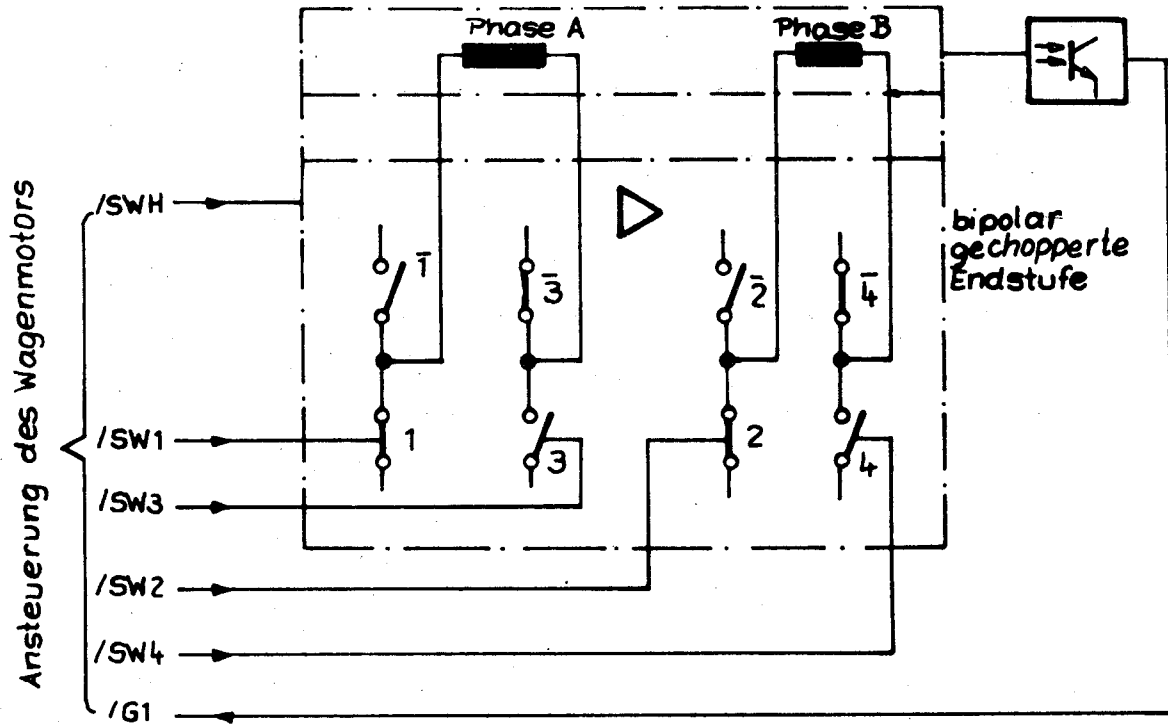 Phase A
Phase B
Ansteuerung des Wagenmotors
/SWH
bipolar
gechopperte
Endstufe
1̅
3̅
2̅
4̅
/SW1
1
3
2
4
/SW3
/SW2
/SW4
/G1